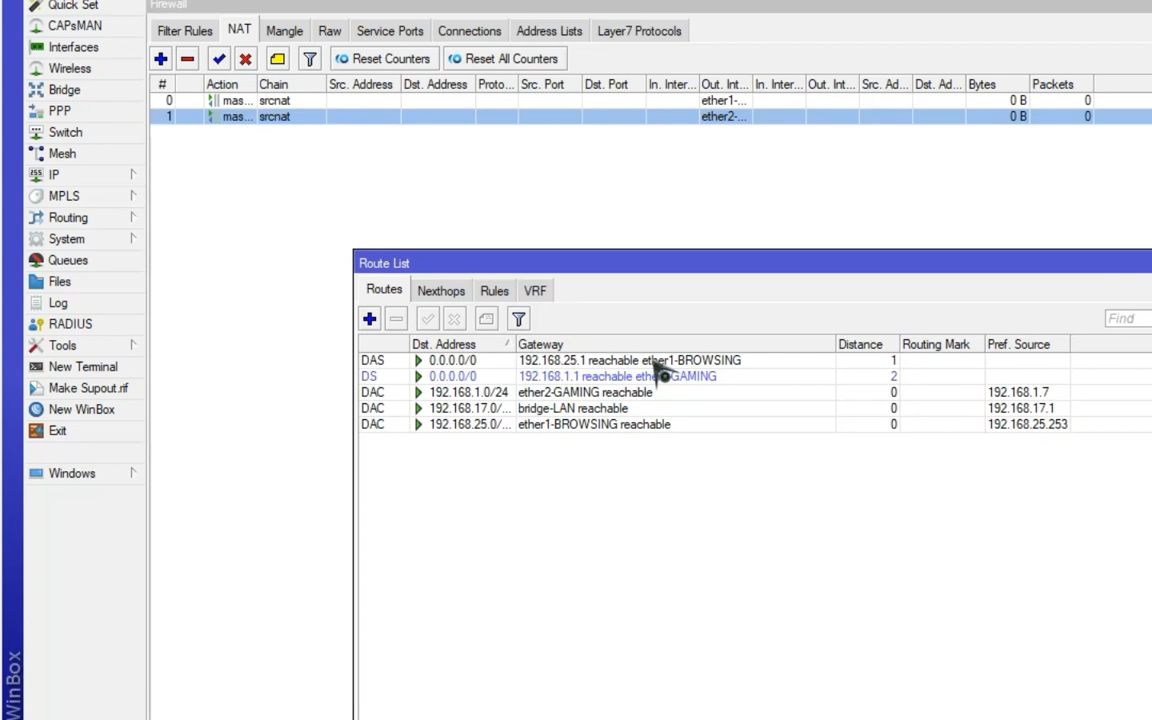 Firewall
Quick Set
CAPsMAN
Interfaces
Wireless
Bridge
PPP
Switch
Mesh
IP
MPLS
Routing
System
Queues
Files
Log
RADIUS
Tools
New Terminal
Make Supout.rif
New WinBox
Exit
Windows
WinBox
Filter Rules NAT Mangle Raw Service Ports Connections Address Lists Layer7 Protocols
Reset Counters Reset All Counters
# Action Chain Src. Address Dst. Address Proto... Src. Port Dst. Port In. Inter... Out. Int... In. Inter... Out. Int... Src. Ad... Dst. Ad... Bytes Packets
0 mas... srcnat ether1-... 0 B 0
1 mas... srcnat ether2-... 0 B 0
Route List
Routes Nexthops Rules VRF
Find
Dst. Address Gateway Distance Routing Mark Pref. Source
DAS 0.0.0.0/0 192.168.25.1 reachable ether1-BROWSING 1
DS 0.0.0.0/0 192.168.1.1 reachable GAMING 2
DAC 192.168.1.0/24 ether2-GAMING reachable 0 192.168.1.7
DAC 192.168.17.0/... bridge-LAN reachable 0 192.168.17.1
DAC 192.168.25.0/... ether1-BROWSING reachable 0 192.168.25.253